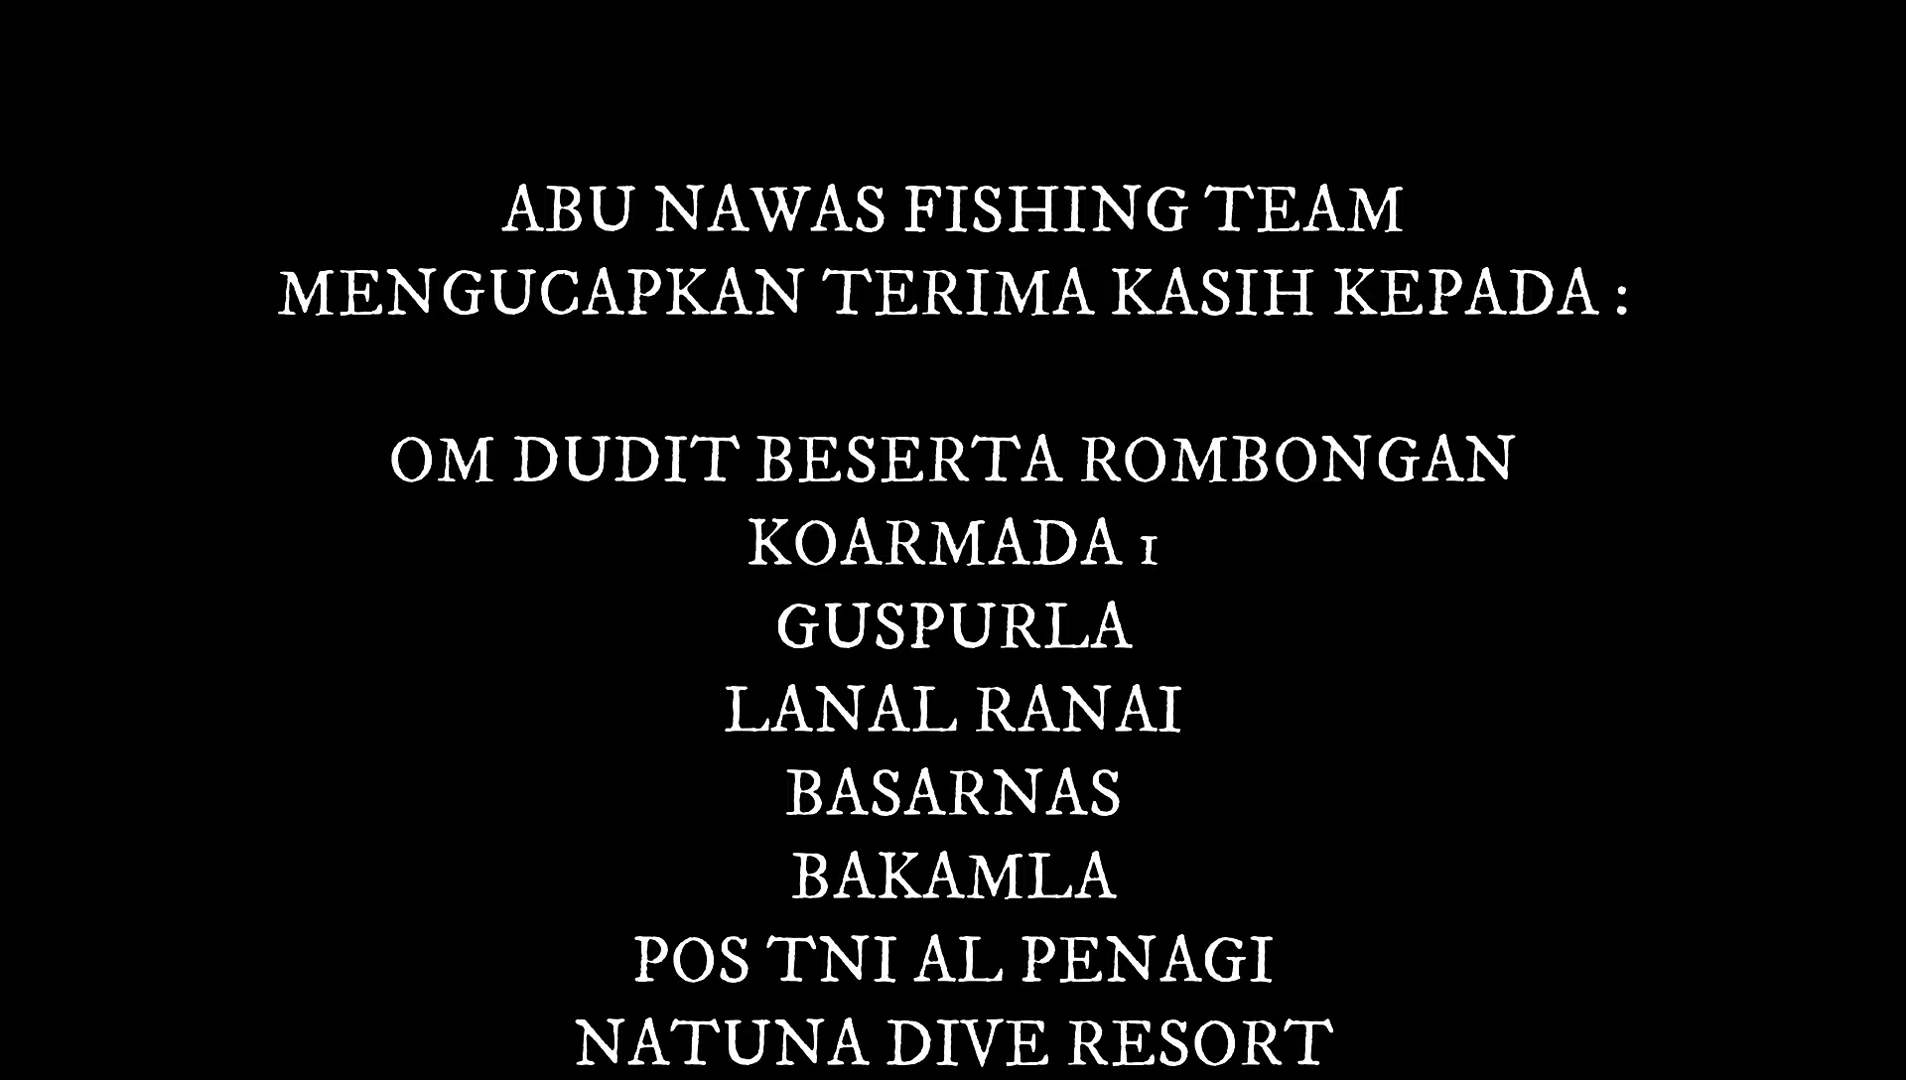 ABU NAWAS FISHING TEAM
MENGUCAPKAN TERIMA KASIH KEPADA :
OM DUDIT BESERTA ROMBONGAN
KOARMADA 1
GUSPURLA
LANAL RANAI
BASARNAS
BAKAMLA
POS TNI AL PENAGI
NATUNA DIVE RESORT